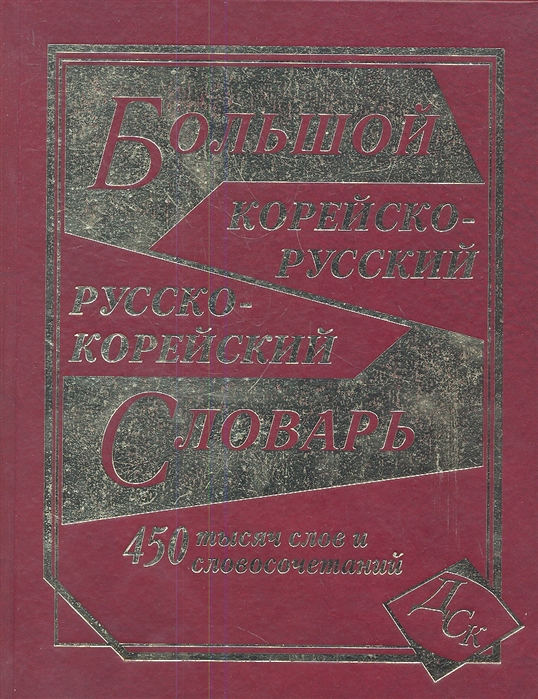 Большой
корейско-
русский
русско-
корейский
Словарь
450 тысяч слов и
словосочетаний
ДСК